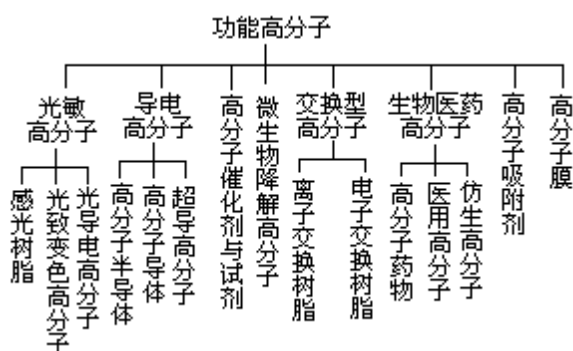 功能高分子
光敏
高分子
导电
高分子
高分子催化剂与试剂
微生物降解高分子
交换型
高分子
生物医药
高分子
高分子吸附剂
高分子膜
感光树脂
光致变色高分子
光导电高分子
高分子半导体
高分子导体
超导高分子
离子交换树脂
电子交换树脂
高分子药物
医用高分子
仿生高分子